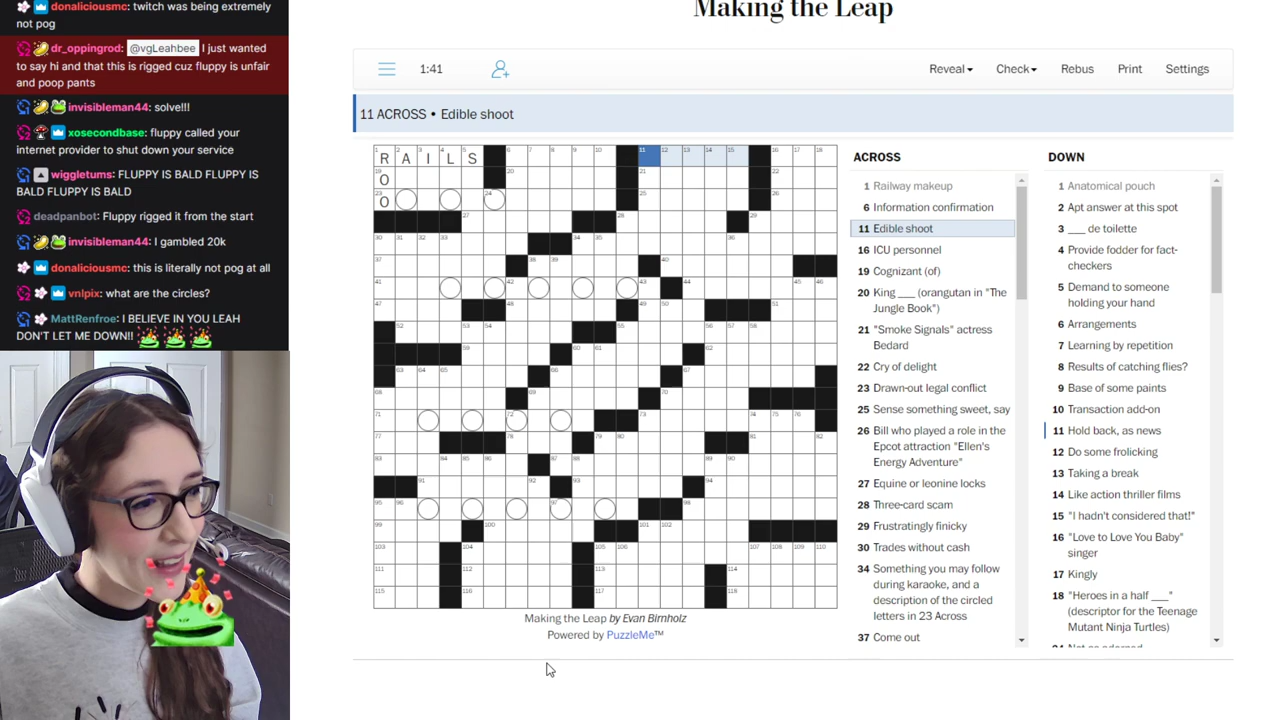 donaliciousmc: twitch was being extremely
not pog
dr_oppingrod: @vgLeahbee I just wanted
to say hi and that this is rigged cuz fluppy is unfair
and poop pants
invisibleman44: solve!!!
xosecondbase: fluppy called your
internet provider to shut down your service
wiggletums: FLUPPY IS BALD FLUPPY IS
BALD FLUPPY IS BALD
deadpanbot: Fluppy rigged it from the start
invisibleman44: I gambled 20k
donaliciousmc: this is literally not pog at all
vnlpix: what are the circles?
MattRenfroe: I BELIEVE IN YOU LEAH
DON'T LET ME DOWN!!
Making the Leap
1:41
Reveal
Check
Rebus
Print
Settings
11 ACROSS • Edible shoot
R A I L S
O
O
Making the Leap by Evan Birnholz
Powered by PuzzleMe™
ACROSS
1 Railway makeup
6 Information confirmation
11 Edible shoot
16 ICU personnel
19 Cognizant (of)
20 King ___ (orangutan in "The
Jungle Book")
21 "Smoke Signals" actress
Bedard
22 Cry of delight
23 Drawn-out legal conflict
25 Sense something sweet, say
26 Bill who played a role in the
Epcot attraction "Ellen's
Energy Adventure"
27 Equine or leonine locks
28 Three-card scam
29 Frustratingly finicky
30 Trades without cash
34 Something you may follow
during karaoke, and a
description of the circled
letters in 23 Across
37 Come out
DOWN
1 Anatomical pouch
2 Apt answer at this spot
3 ___ de toilette
4 Provide fodder for fact-
checkers
5 Demand to someone
holding your hand
6 Arrangements
7 Learning by repetition
8 Results of catching flies?
9 Base of some paints
10 Transaction add-on
11 Hold back, as news
12 Do some frolicking
13 Taking a break
14 Like action thriller films
15 "I hadn't considered that!"
16 "Love to Love You Baby"
singer
17 Kingly
18 "Heroes in a half ___"
(descriptor for the Teenage
Mutant Ninja Turtles)